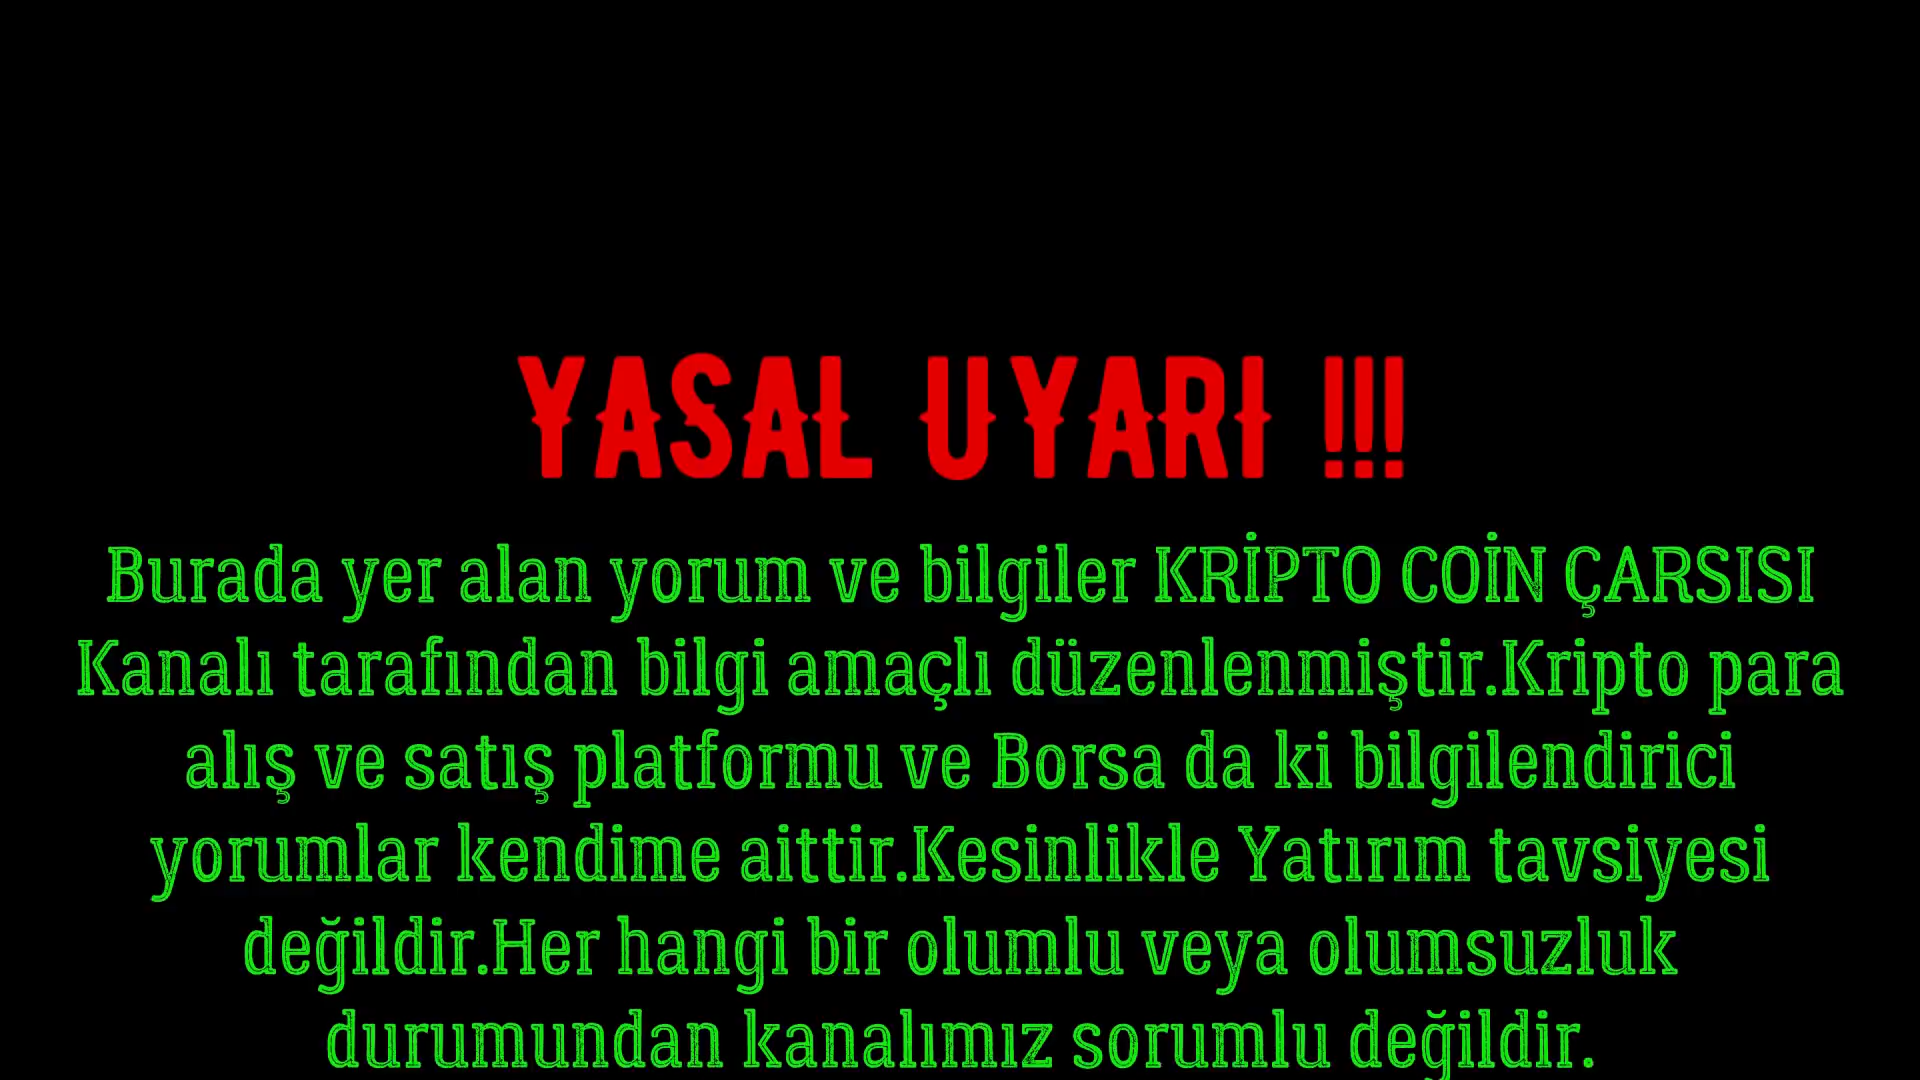 YASAL UYARI !!!
Burada yer alan yorum ve bilgiler KRİPTO COİN ÇARSISI
Kanalı tarafından bilgi amaçlı düzenlenmiştir.Kripto para
alış ve satış platformu ve Borsa da ki bilgilendirici
yorumlar kendime aittir.Kesinlikle Yatırım tavsiyesi
değildir.Her hangi bir olumlu veya olumsuzluk
durumundan kanalımız sorumlu değildir.